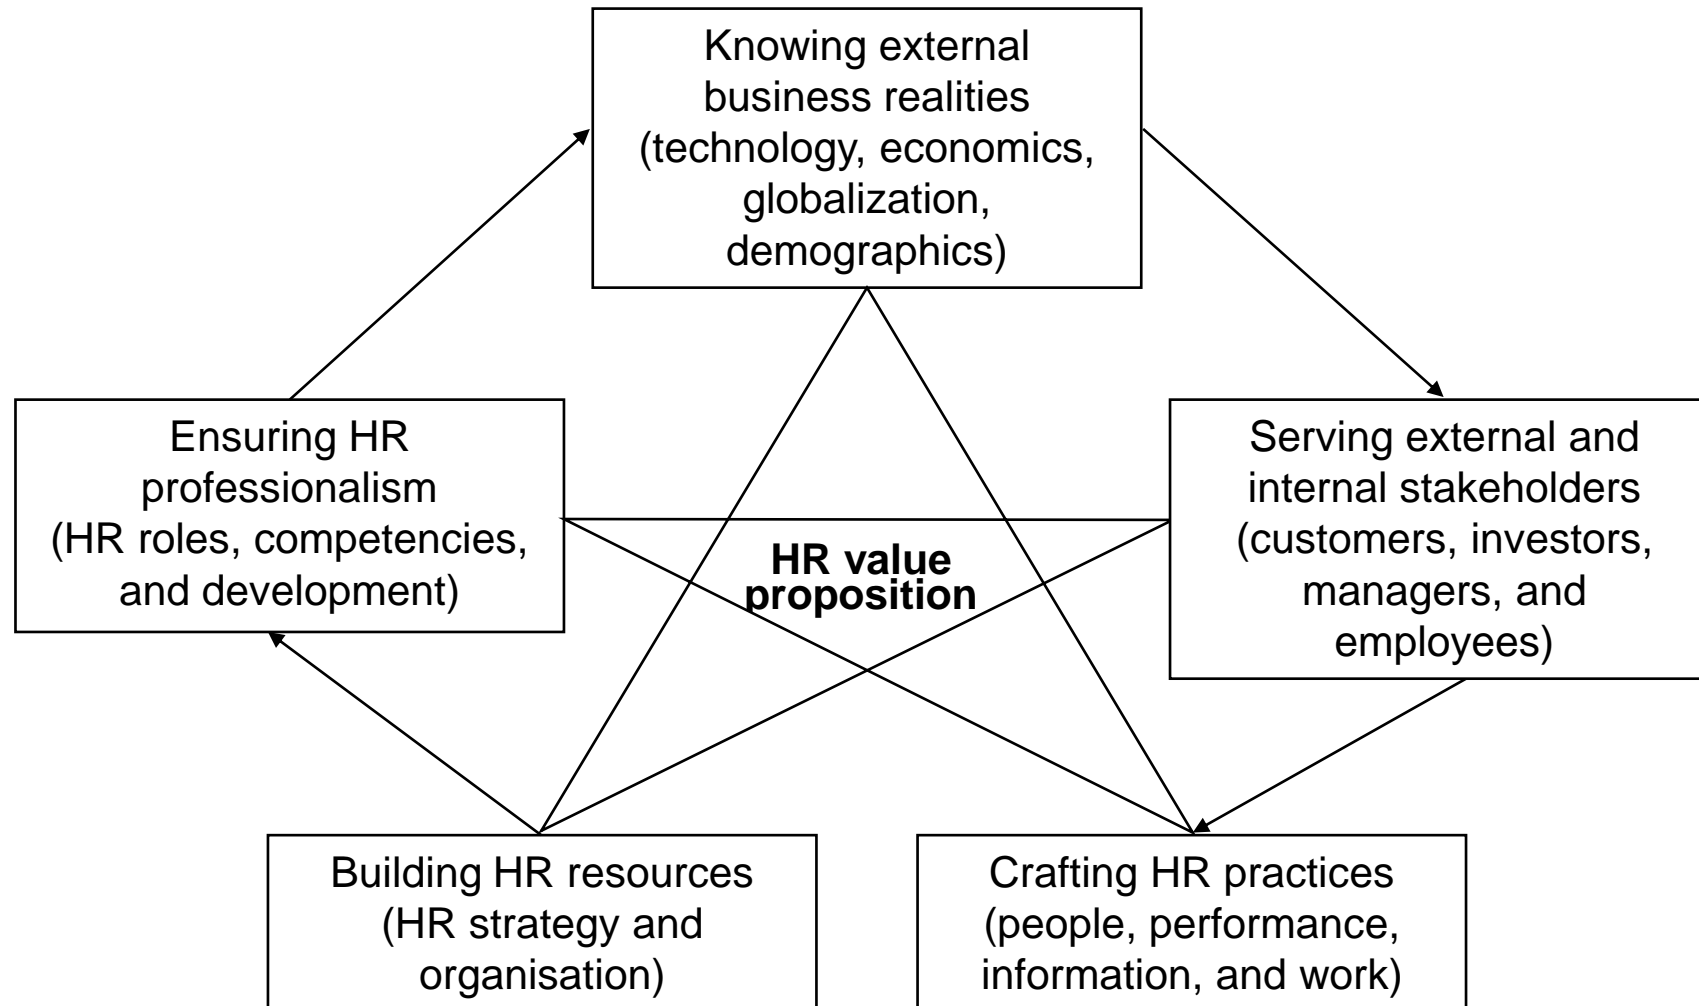 Knowing external
business realities
(technology, economics,
globalization,
demographics)
Ensuring HR
professionalism
(HR roles, competencies,
and development)
HR value
proposition
Serving external and
internal stakeholders
(customers, investors,
managers, and
employees)
Building HR resources
(HR strategy and
organisation)
Crafting HR practices
(people, performance,
information, and work)